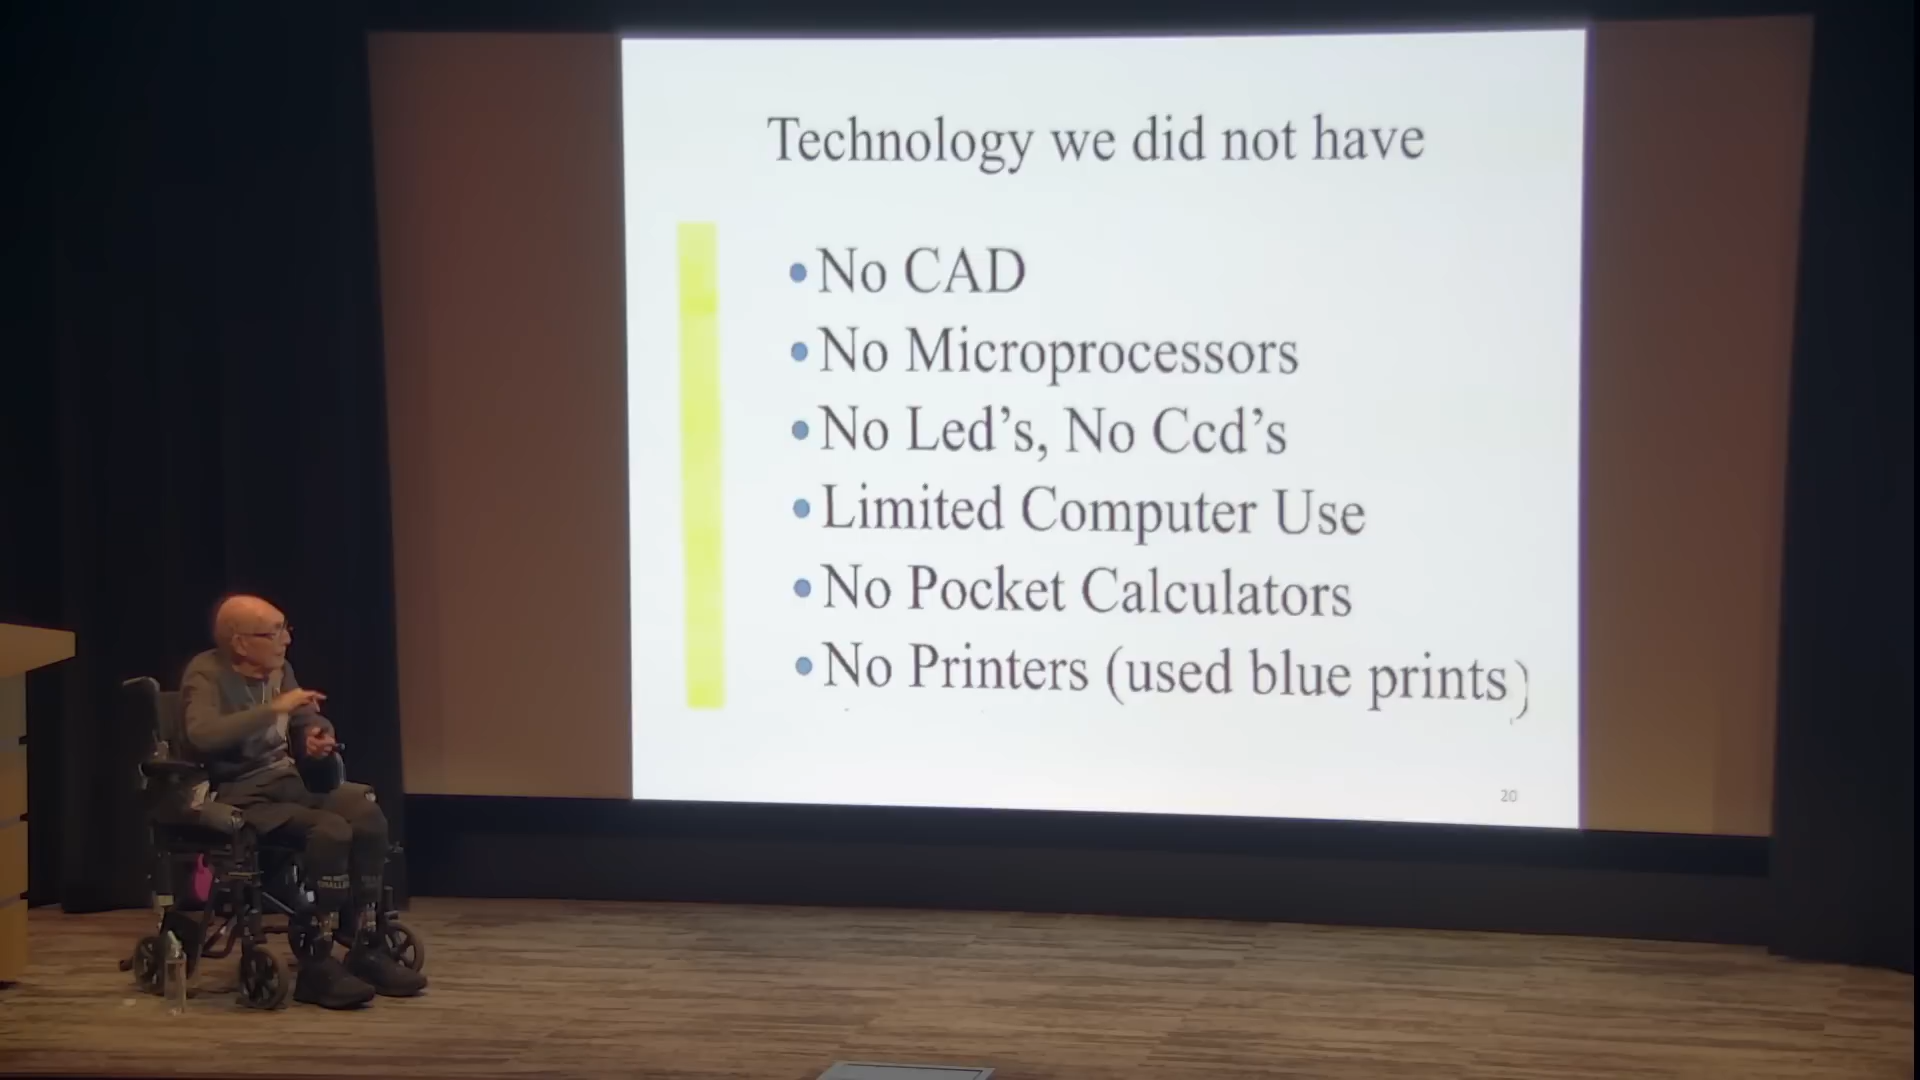 Technology we did not have
•No CAD
•No Microprocessors
•No Led's, No Ccd's
•Limited Computer Use
•No Pocket Calculators
•No Printers (used blue prints)
20